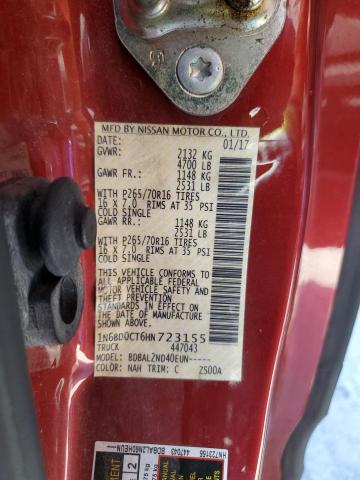 MFD BY NISSAN MOTOR CO., LTD.
DATE: 01/17
GVWR: 2132 KG
4700 LB
GAWR FR.: 1148 KG
2531 LB
WITH P265/70R16 TIRES
16 X 7.0 RIMS AT 35 PSI
COLD SINGLE
GAWR RR.: 1148 KG
2531 LB
WITH P265/70R16 TIRES
16 X 7.0 RIMS AT 35 PSI
COLD SINGLE
THIS VEHICLE CONFORMS TO ALL
APPLICABLE FEDERAL
MOTOR VEHICLE SAFETY
STANDARDS IN EFFECT ON
THE DATE OF MANUFACTURE
SHOWN ABOVE
1N6BD0CT6HN723155
TRUCK 447043
MODEL: BDBAL2ND40EUN-----
COLOR: NAH TRIM: C ZS00A
HN723155 447043
2